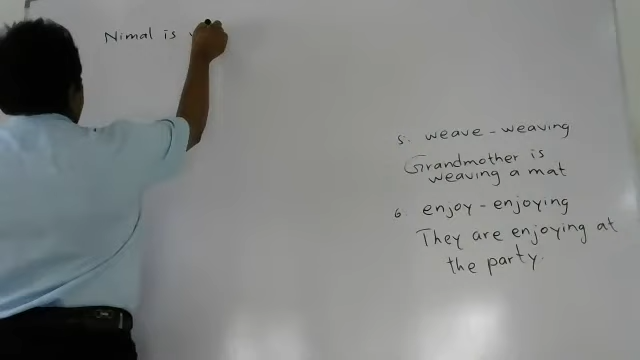 Nimal is
5. weave - weaving
Grandmother is
weaving a mat
6 enjoy - enjoying
They are enjoying at
the party.